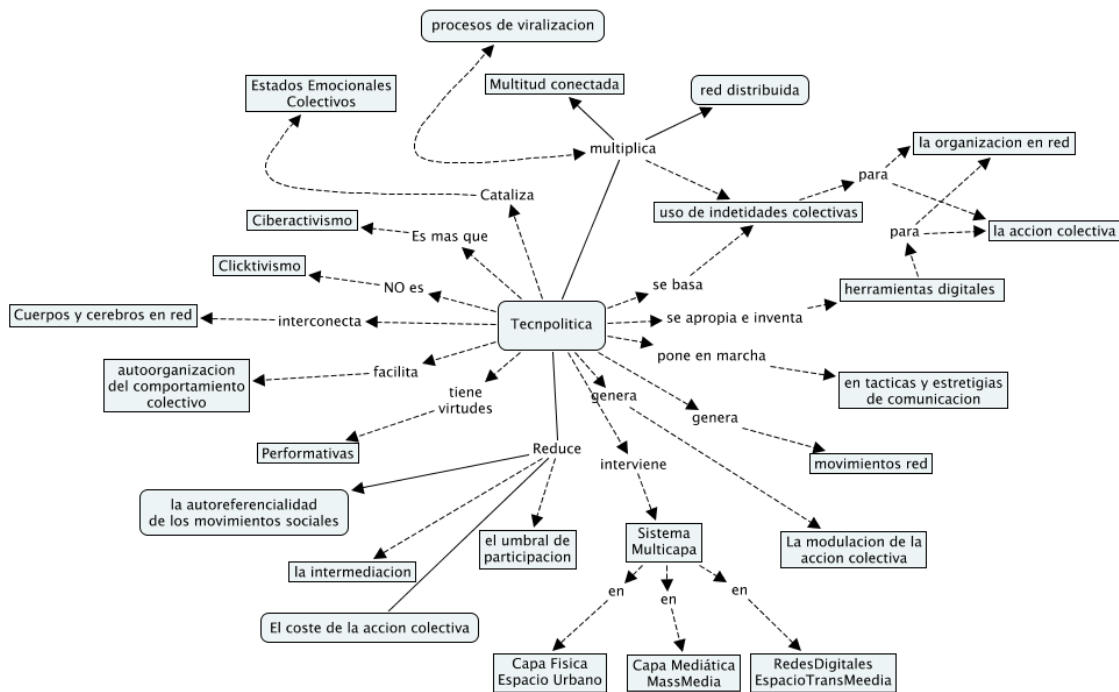 procesos de viralizacion
Multitud conectada
red distribuida
Estados Emocionales
Colectivos
multiplica
la organizacion en red
para
Cataliza
uso de indetidades colectivas
Ciberactivismo
Es mas que
para
la accion colectiva
Clicktivismo
NO es
se basa
herramientas digitales
Cuerpos y cerebros en red
interconecta
Tecnpolitica
se apropia e inventa
pone en marcha
autoorganizacion
del comportamiento
colectivo
facilita
tiene
virtudes
genera
en tacticas y estretigias
de comunicacion
genera
Performativas
Reduce
interviene
movimientos red
la autoreferencialidad
de los movimientos sociales
el umbral de
participacion
Sistema
Multicapa
La modulacion de la
accion colectiva
la intermediacion
en
en
en
El coste de la accion colectiva
Capa Fisica
Espacio Urbano
Capa Mediática
MassMedia
RedesDigitales
EspacioTransMeedia